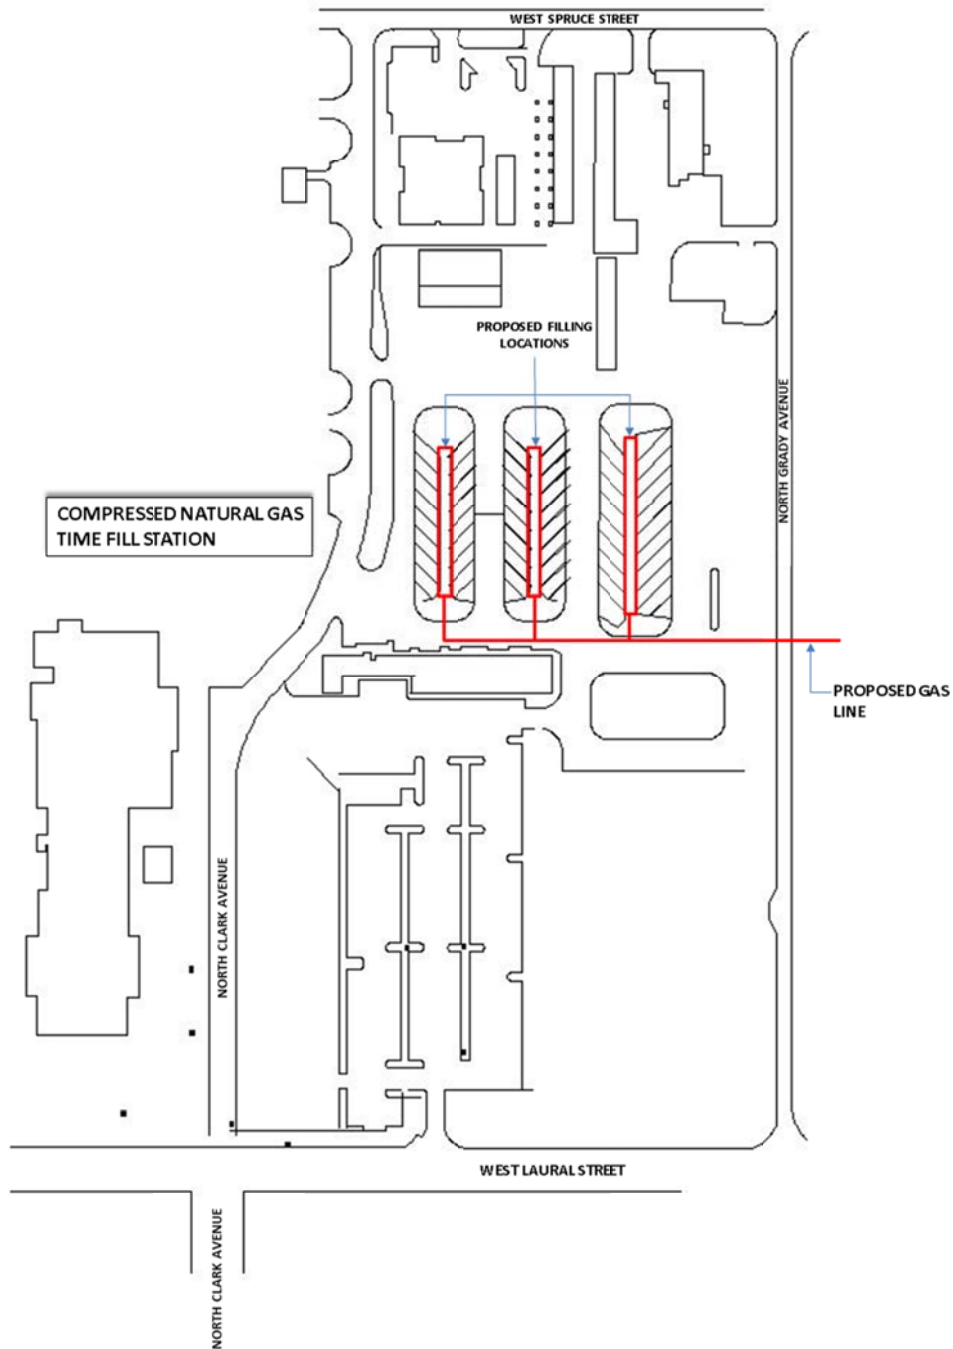 WEST SPRUCE STREET
PROPOSED FILLING
LOCATIONS
NORTH GRADY AVENUE
COMPRESSED NATURAL GAS
TIME FILL STATION
PROPOSED GAS
LINE
NORTH CLARK AVENUE
WEST LAURAL STREET
NORTH CLARK AVENUE